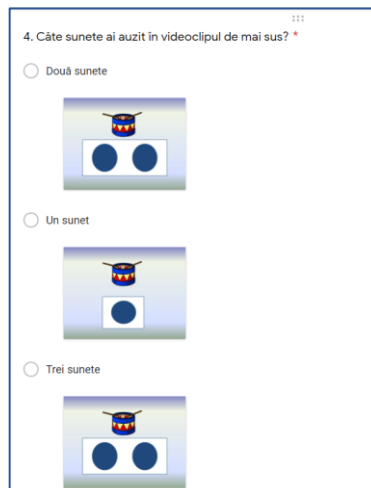 4. Câte sunete ai auzit în videoclipul de mai sus? *
Două sunete
Un sunet
Trei sunete